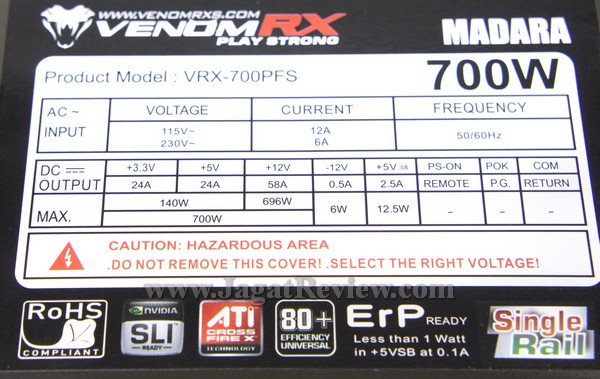 WWW.VENOMRXS.COM
VENOMRX
PLAY STRONG
MADARA
Product Model : VRX-700PFS
700W
AC ~ INPUT VOLTAGE CURRENT FREQUENCY
115V~ 12A 50/60Hz
230V~ 6A
DC OUTPUT +3.3V +5V +12V -12V +5V SB PS-ON POK COM
24A 24A 58A 0.5A 2.5A REMOTE P.G. RETURN
MAX. 140W 696W 6W 12.5W – – –
700W
CAUTION: HAZARDOUS AREA
.DO NOT REMOVE THIS COVER! .SELECT THE RIGHT VOLTAGE!
www.JagatReview.com
RoHS
COMPLIANT
NVIDIA
SLI
READY
ATI
CROSS
FIRE X
TECHNOLOGY
80+
EFFICIENCY
UNIVERSAL
ErP READY
Less than 1 Watt
in +5VSB at 0.1A
Single
Rail